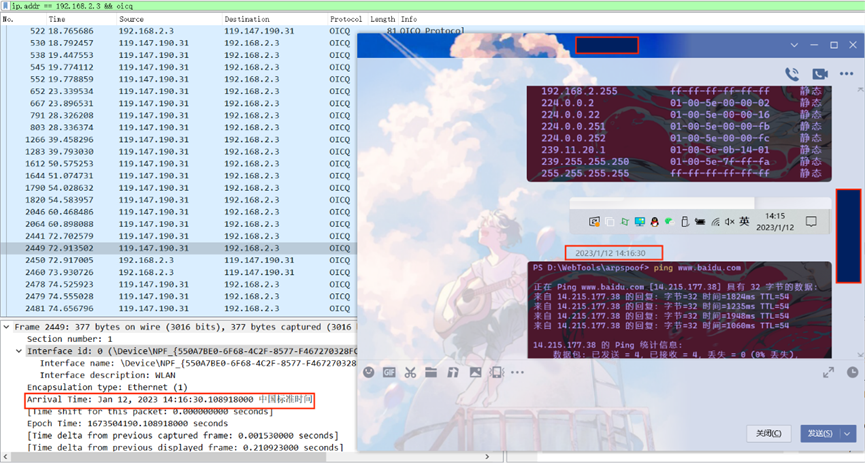 ip.addr == 192.168.2.3 && oicq
No. Time Source Destination Protocol Length Info
522 18.765686 192.168.2.3 119.147.190.31 OICQ 81 OICQ Protocol
530 18.792457 119.147.190.31 192.168.2.3 OICQ
538 19.447553 119.147.190.31 192.168.2.3 OICQ
545 19.774112 119.147.190.31 192.168.2.3 OICQ
552 19.778859 119.147.190.31 192.168.2.3 OICQ
652 23.339534 192.168.2.3 119.147.190.31 OICQ
667 23.896531 119.147.190.31 192.168.2.3 OICQ
791 28.326208 119.147.190.31 192.168.2.3 OICQ
803 28.336374 119.147.190.31 192.168.2.3 OICQ
1266 39.458296 192.168.2.3 119.147.190.31 OICQ
1283 39.793030 119.147.190.31 192.168.2.3 OICQ
1612 50.575253 119.147.190.31 192.168.2.3 OICQ
1644 51.074731 119.147.190.31 192.168.2.3 OICQ
1790 54.028632 119.147.190.31 192.168.2.3 OICQ
1820 54.583957 119.147.190.31 192.168.2.3 OICQ
2046 60.468486 119.147.190.31 192.168.2.3 OICQ
2064 60.898088 119.147.190.31 192.168.2.3 OICQ
2441 72.702579 119.147.190.31 192.168.2.3 OICQ
2449 72.913502 119.147.190.31 192.168.2.3 OICQ
2450 72.917005 192.168.2.3 119.147.190.31 OICQ
2460 73.930726 192.168.2.3 119.147.190.31 OICQ
2478 74.525923 119.147.190.31 192.168.2.3 OICQ
2479 74.555028 119.147.190.31 192.168.2.3 OICQ
2481 74.656796 119.147.190.31 192.168.2.3 OICQ
Frame 2449: 377 bytes on wire (3016 bits), 377 bytes captured (3016 b
Section number: 1
Interface id: 0 (\Device\NPF_{550A7BE0-6F68-4C2F-8577-F467270328FC
Interface name: \Device\NPF_{550A7BE0-6F68-4C2F-8577-F46727032
Interface description: WLAN
Encapsulation type: Ethernet (1)
Arrival Time: Jan 12, 2023 14:16:30.108918000 中国标准时间
[Time shift for this packet: 0.000000000 seconds]
Epoch Time: 1673504190.108918000 seconds
[Time delta from previous captured frame: 0.001530000 seconds]
[Time delta from previous displayed frame: 0.210923000 seconds]
192.168.2.255 ff-ff-ff-ff-ff-ff 静态
224.0.0.2 01-00-5e-00-00-02 静态
224.0.0.22 01-00-5e-00-00-16 静态
224.0.0.251 01-00-5e-00-00-fb 静态
224.0.0.252 01-00-5e-00-00-fc 静态
239.11.20.1 01-00-5e-0b-14-01 静态
239.255.255.250 01-00-5e-7f-ff-fa 静态
255.255.255.255 ff-ff-ff-ff-ff-ff 静态
英 14:15
2023/1/12
2023/1/12 14:16:30
PS D:\WebTools\arpspoof> ping www.baidu.com
正在 Ping www.baidu.com [14.215.177.38] 具有 32 字节的数据:
来自 14.215.177.38 的回复: 字节=32 时间=1824ms TTL=54
来自 14.215.177.38 的回复: 字节=32 时间=1235ms TTL=54
来自 14.215.177.38 的回复: 字节=32 时间=1948ms TTL=54
来自 14.215.177.38 的回复: 字节=32 时间=1060ms TTL=54
14.215.177.38 的 Ping 统计信息:
数据包: 已发送 = 4, 已接收 = 4, 丢失 = 0 (0% 丢失),
GIF
关闭(C) 发送(S)